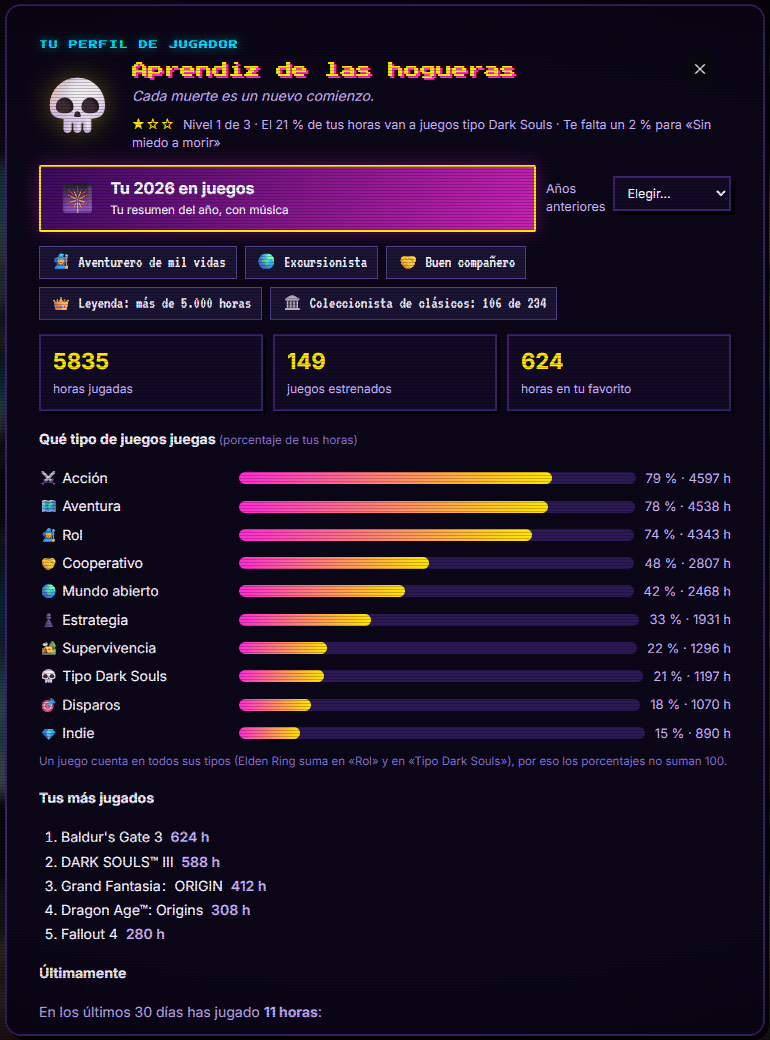 TU PERFIL DE JUGADOR
Aprendiz de las hogueras
Cada muerte es un nuevo comienzo.
★☆☆ Nivel 1 de 3 · El 21 % de tus horas van a juegos tipo Dark Souls · Te falta un 2 % para «Sin
miedo a morir»
Tu 2026 en juegos
Tu resumen del año, con música
Años
anteriores
Elegir...
Aventurero de mil vidas
Excursionista
Buen compañero
Leyenda: más de 5.000 horas
Coleccionista de clásicos: 106 de 234
5835
horas jugadas
149
juegos estrenados
624
horas en tu favorito
Qué tipo de juegos juegas (porcentaje de tus horas)
Acción 79 % · 4597 h
Aventura 78 % · 4538 h
Rol 74 % · 4343 h
Cooperativo 48 % · 2807 h
Mundo abierto 42 % · 2468 h
Estrategia 33 % · 1931 h
Supervivencia 22 % · 1296 h
Tipo Dark Souls 21 % · 1197 h
Disparos 18 % · 1070 h
Indie 15 % · 890 h
Un juego cuenta en todos sus tipos (Elden Ring suma en «Rol» y en «Tipo Dark Souls»), por eso los porcentajes no suman 100.
Tus más jugados
1. Baldur's Gate 3 624 h
2. DARK SOULS™ III 588 h
3. Grand Fantasia: ORIGIN 412 h
4. Dragon Age™: Origins 308 h
5. Fallout 4 280 h
Últimamente
En los últimos 30 días has jugado 11 horas: